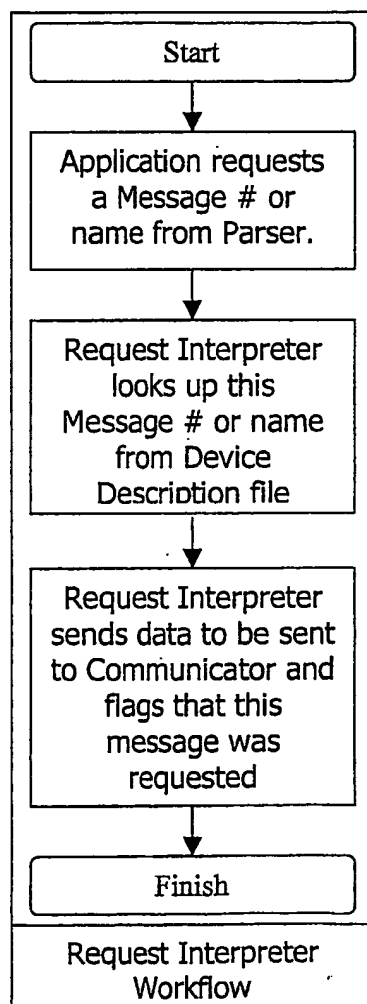 Start
Application requests
a Message # or
name from Parser.
Request Interpreter
looks up this
Message # or name
from Device
Description file
Request Interpreter
sends data to be sent
to Communicator and
flags that this
message was
requested
Finish
Request Interpreter
Workflow